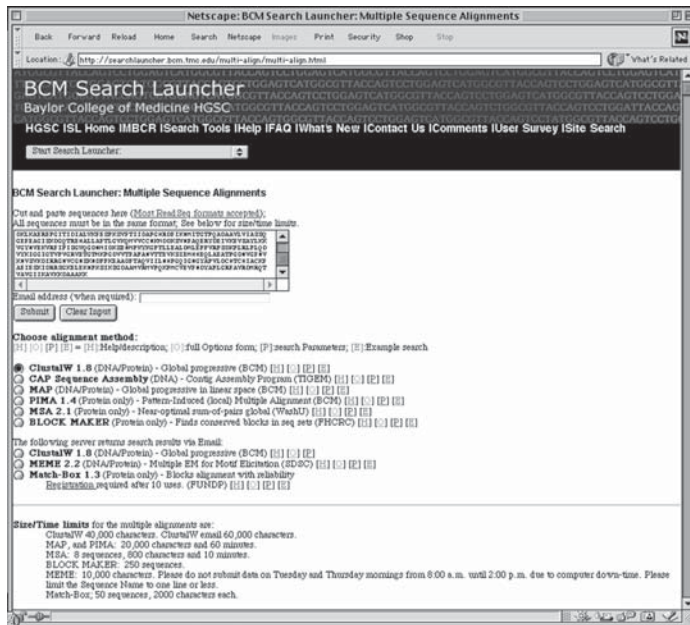 Netscape: BCM Search Launcher: Multiple Sequence Alignments
Back Forward Reload Home Search Netscape Images Print Security Shop Stop
Location: http://searchlauncher.bcm.tmc.edu/multi-align/multi-align.html What's Related
BCM Search Launcher
Baylor College of Medicine HGSC
HGSC |SL Home |MBCR |Search Tools |Help |FAQ |What's New |Contact Us |Comments |User Survey |Site Search
Start Search Launcher:
BCM Search Launcher: Multiple Sequence Alignments
Cut and paste sequences here (Most Read Seq formats accepted);
All sequences must be in the same format; See below for size/time limits.
Email address (when required):
Submit Clear Input
Choose alignment method:
[H] [O] [P] [E] = [H]:Help/description; [O]:full Options form; [P]:search Parameters; [E]:Example search
ClustalW 1.8 (DNA/Protein) - Global progressive (BCM) [H] [O] [P] [E]
CAP Sequence Assembly (DNA) - Contig Assembly Program (TIGEM) [H] [O] [P] [E]
MAP (DNA/Protein) - Global progressive in linear space (BCM) [H] [O] [P] [E]
PIMA 1.4 (Protein only) - Pattern-Induced (local) Multiple Alignment (BCM) [H] [O] [P] [E]
MSA 2.1 (Protein only) - Near-optimal sum-of-pairs global (WashU) [H] [O] [P] [E]
BLOCK MAKER (Protein only) - Finds conserved blocks in seq sets (FHCRC) [H] [O] [P] [E]
The following server returns search results via Email:
ClustalW 1.8 (DNA/Protein) - Global progressive (BCM) [H] [O] [P]
MEME 2.2 (DNA/Protein) - Multiple EM for Motif Elicitation (SDSC) [H] [O] [P] [E]
Match-Box 1.3 (Protein only) - Blocks alignment with reliability
Registration required after 10 uses. (FUNDP) [H] [O] [P] [E]
Size/Time limits for the multiple alignments are:
ClustalW 40,000 characters. ClustalW email 60,000 characters.
MAP, and PIMA: 20,000 characters and 60 minutes.
MSA: 8 sequences, 800 characters and 10 minutes.
BLOCK MAKER: 250 sequences.
MEME: 10,000 characters. Please do not submit data on Tuesday and Thursday mornings from 8:00 a.m. until 2:00 p.m. due to computer down-time. Please
limit the Sequence Name to one line or less.
Match-Box; 50 sequences, 2000 characters each.